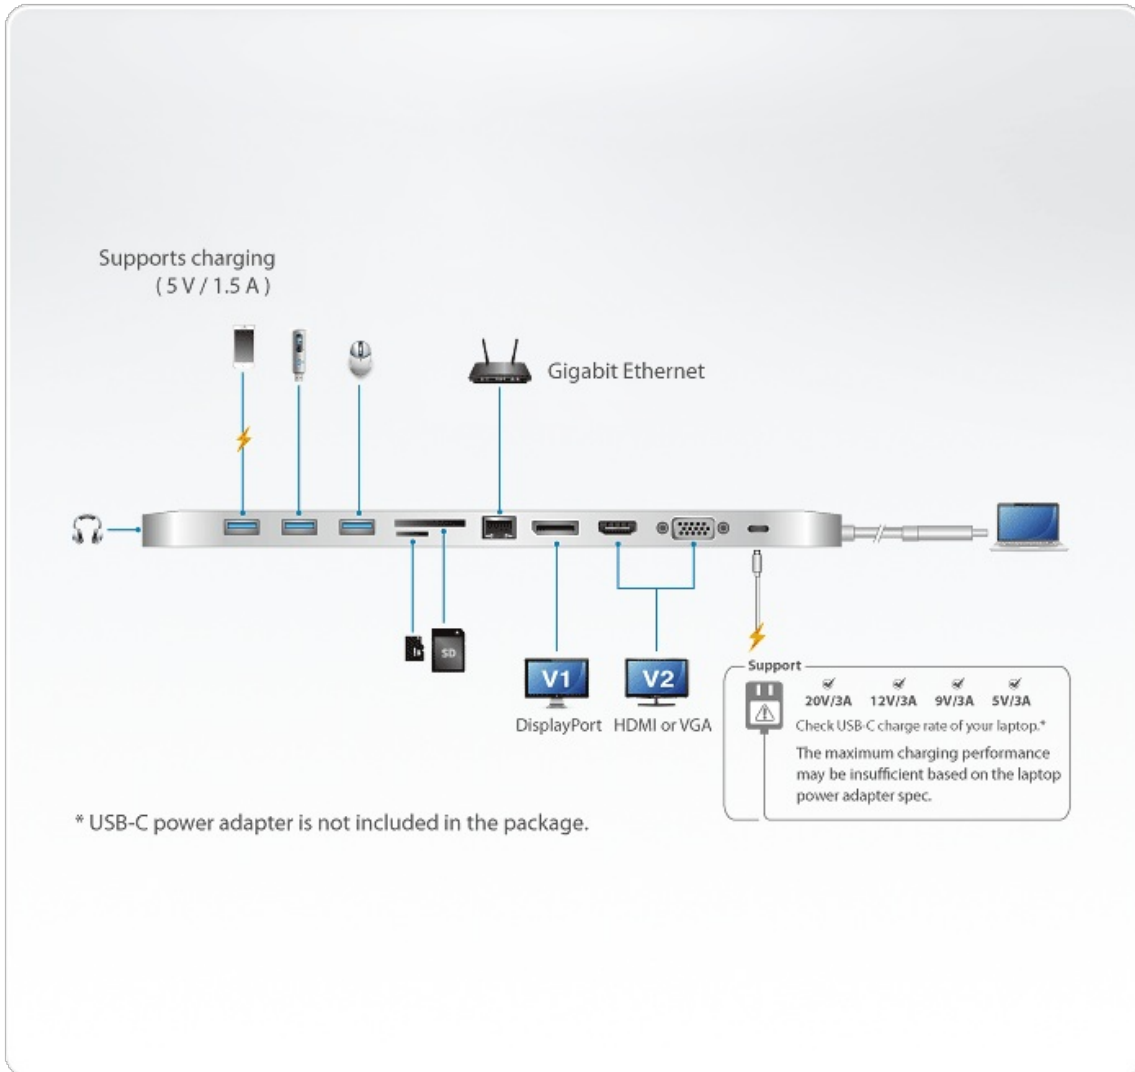 Supports charging
( 5 V / 1.5 A )
Gigabit Ethernet
SD
V1
V2
DisplayPort
HDMI or VGA
Support
20V/3A 12V/3A 9V/3A 5V/3A
Check USB-C charge rate of your laptop.*
The maximum charging performance
may be insufficient based on the laptop
power adapter spec.
* USB-C power adapter is not included in the package.